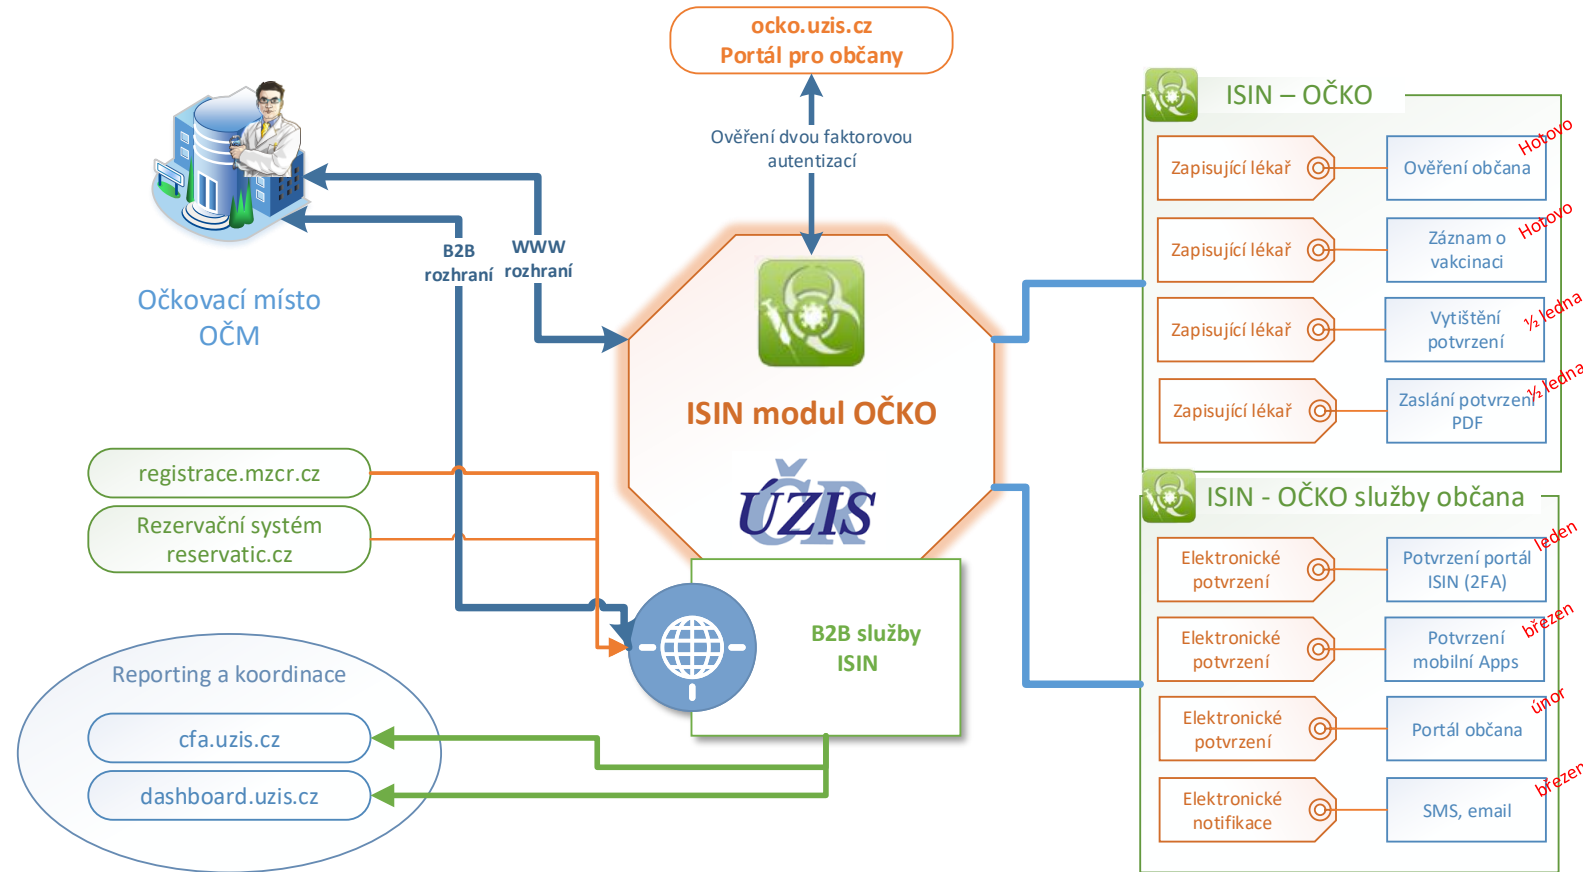 ocko.uzis.cz
Portál pro občany
Ověření dvou faktorovou
autentizací
B2B
rozhraní
WWW
rozhraní
Očkovací místo
OČM
ISIN modul OČKO
ČR
ÚZIS
registrace.mzcr.cz
Rezervační systém
reservatic.cz
B2B služby
ISIN
Reporting a koordinace
cfa.uzis.cz
dashboard.uzis.cz
ISIN – OČKO
Zapisující lékař
Ověření občana
Hotovo
Zapisující lékař
Záznam o
vakcinaci
Hotovo
Zapisující lékař
Vytištění
potvrzení
½ ledna
Zapisující lékař
Zaslání potvrzení
PDF
½ ledna
ISIN - OČKO služby občana
Elektronické
potvrzení
Potvrzení portál
ISIN (2FA)
leden
Elektronické
potvrzení
Potvrzení
mobilní Apps
březen
Elektronické
potvrzení
Portál občana
únor
Elektronické
notifikace
SMS, email
březen